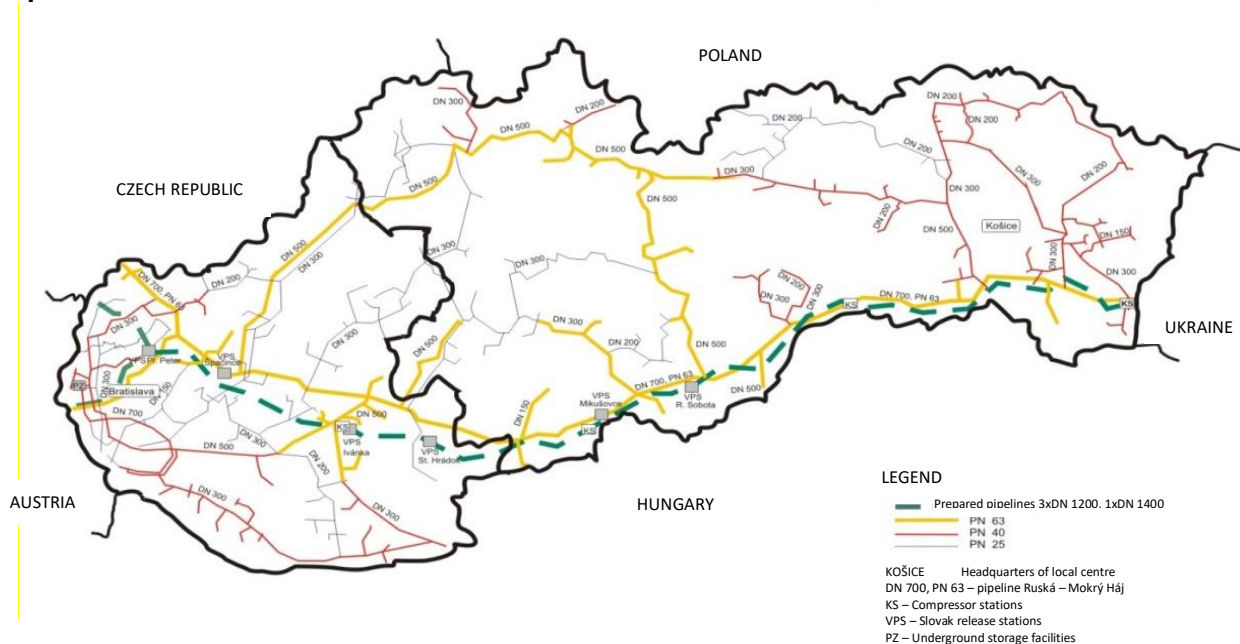 POLAND
CZECH REPUBLIC
UKRAINE
AUSTRIA
HUNGARY
DN 300
DN 200
DN 500
DN 500
DN 200
DN 200
DN 200
DN 200
DN 500
DN 300
DN 300
DN 300
DN 200
DN 500
DN 500
DN 200
DN 500
Košice
DN 150
DN 300
DN 300
DN 300
DN 200
DN 300
DN 300
DN 700, PN 6
DN 200
DN 300
DN 300
DN 300
DN 200
DN 300
DN 700, PN 63
KS
KS
DN 300
DN 500
DN 300
DN 200
DN 500
VPS Pl. Peter
VPS
Špačince
PZ
DN 300
Bratislava
DN 150
DN 700
DN 700, PN 63
DN 500
VPS
R. Sobota
VPS
Mikušovce
KS
DN 150
DN 500
KS
VPS
Ivánka
VPS
St. Hrádok
DN 500
DN 300
DN 200
DN 300
DN 300
LEGEND
Prepared pipelines 3xDN 1200, 1xDN 1400
PN 63
PN 40
PN 25
KOŠICE Headquarters of local centre
DN 700, PN 63 – pipeline Ruská – Mokrý Háj
KS – Compressor stations
VPS – Slovak release stations
PZ – Underground storage facilities